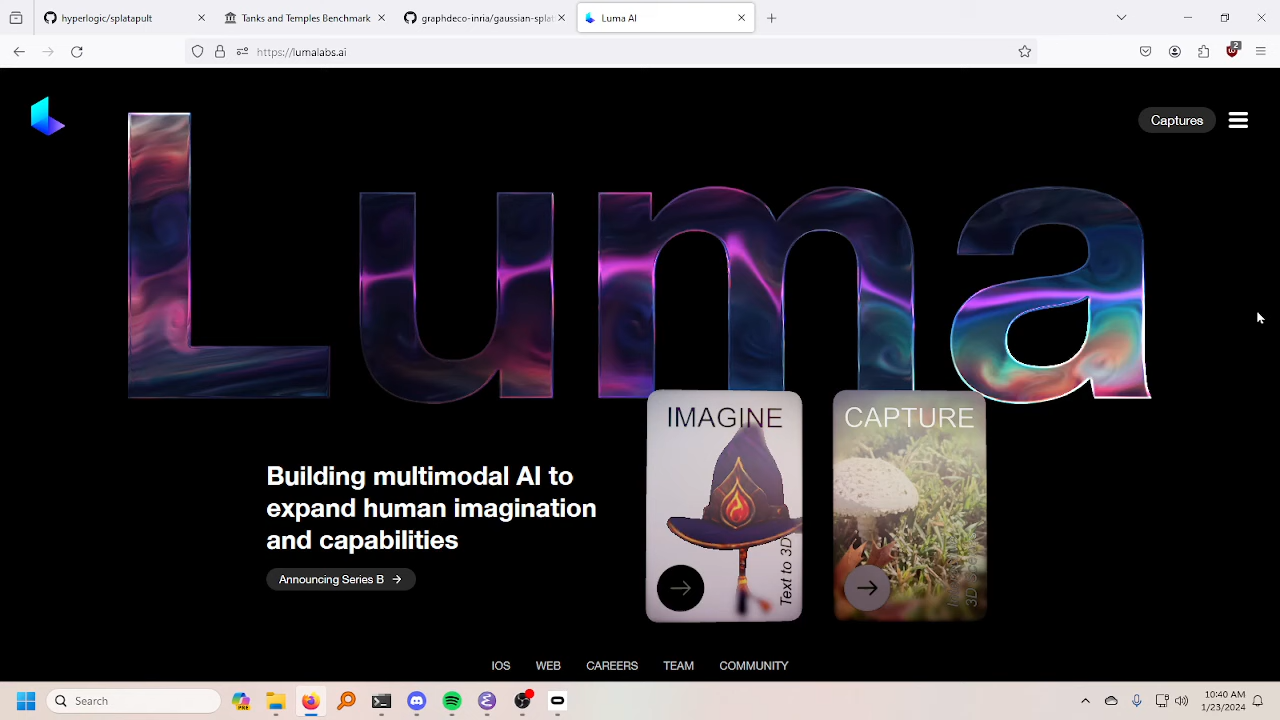 hyperlogic/splatapult
Tanks and Temples Benchmark
graphdeco-inria/gaussian-splat
Luma AI
https://lumalabs.ai
2
Captures
Luma
IMAGINE
CAPTURE
Building multimodal AI to
expand human imagination
and capabilities
Text to 3D
Announcing Series B →
IOS WEB CAREERS TEAM COMMUNITY
Search
PRE
10:40 AM
1/23/2024